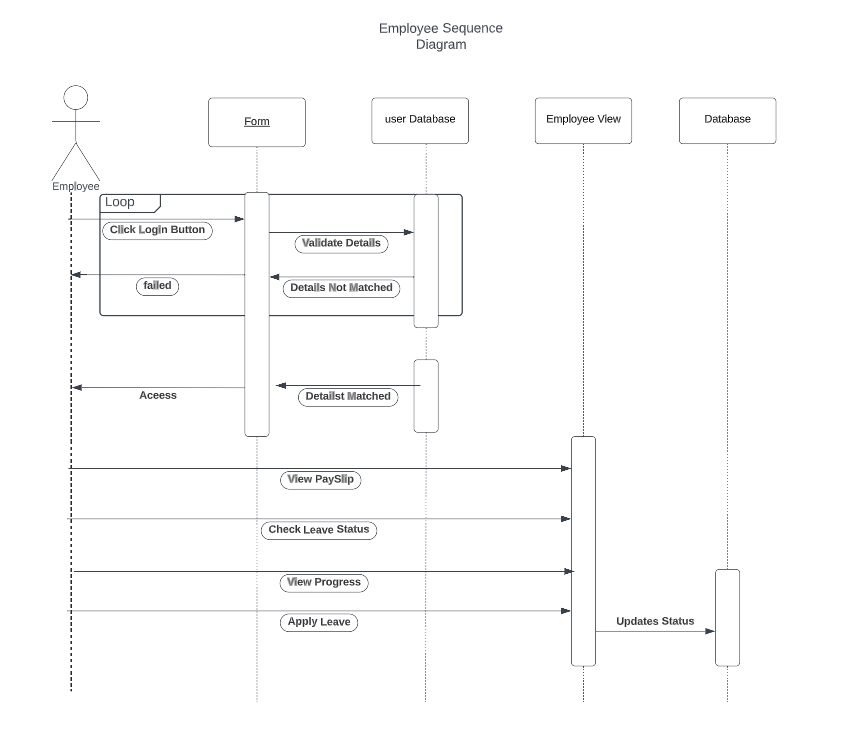 Employee Sequence
Diagram
Form
user Database
Employee View
Database
Employee
Loop
Click Login Button
Validate Details
failed
Details Not Matched
Aceess
Detailst Matched
View PaySlip
Check Leave Status
View Progress
Apply Leave
Updates Status